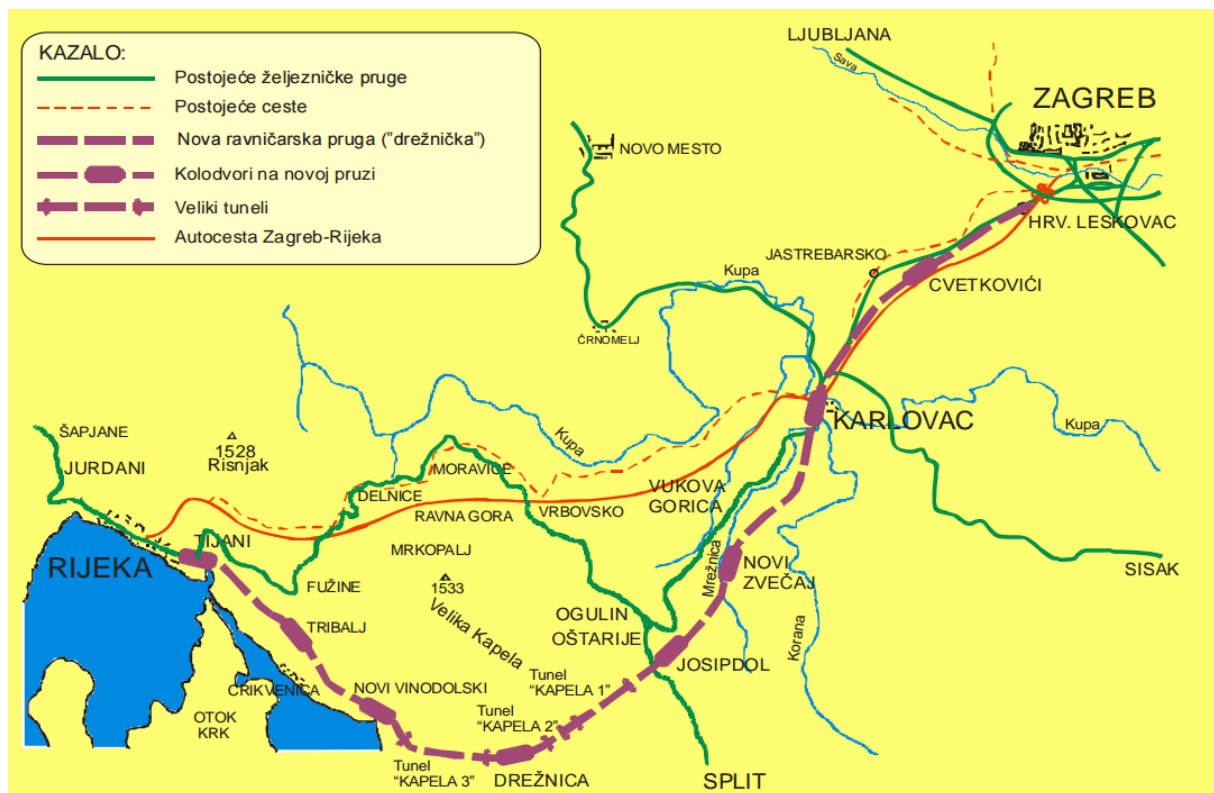 KAZALO:
Postojeće željezničke pruge
Postojeće ceste
Nova ravničarska pruga ("drežnička")
Kolodvori na novoj pruzi
Veliki tuneli
Autocesta Zagreb-Rijeka
LJUBLJANA
Sava
ZAGREB
NOVO MESTO
HRV. LESKOVAC
JASTREBARSKO
Kupa
CVETKOVIĆI
ČRNOMELJ
KARLOVAC
Kupa
Kupa
ŠAPJANE
1528
Risnjak
JURDANI
MORAVICE
DELNICE
VUKOVA
GORICA
RAVNA GORA
VRBOVSKO
TIJANI
RIJEKA
MRKOPALJ
Mrežnica
NOVI
ZVEČAJ
SISAK
FUŽINE
1533
Velika Kapela
OGULIN
OŠTARIJE
TRIBALJ
Korana
JOSIPDOL
Tunel
"KAPELA 1"
CRIKVENICA
NOVI VINODOLSKI
OTOK
KRK
Tunel
"KAPELA 2"
Tunel
"KAPELA 3"
DREŽNICA
SPLIT